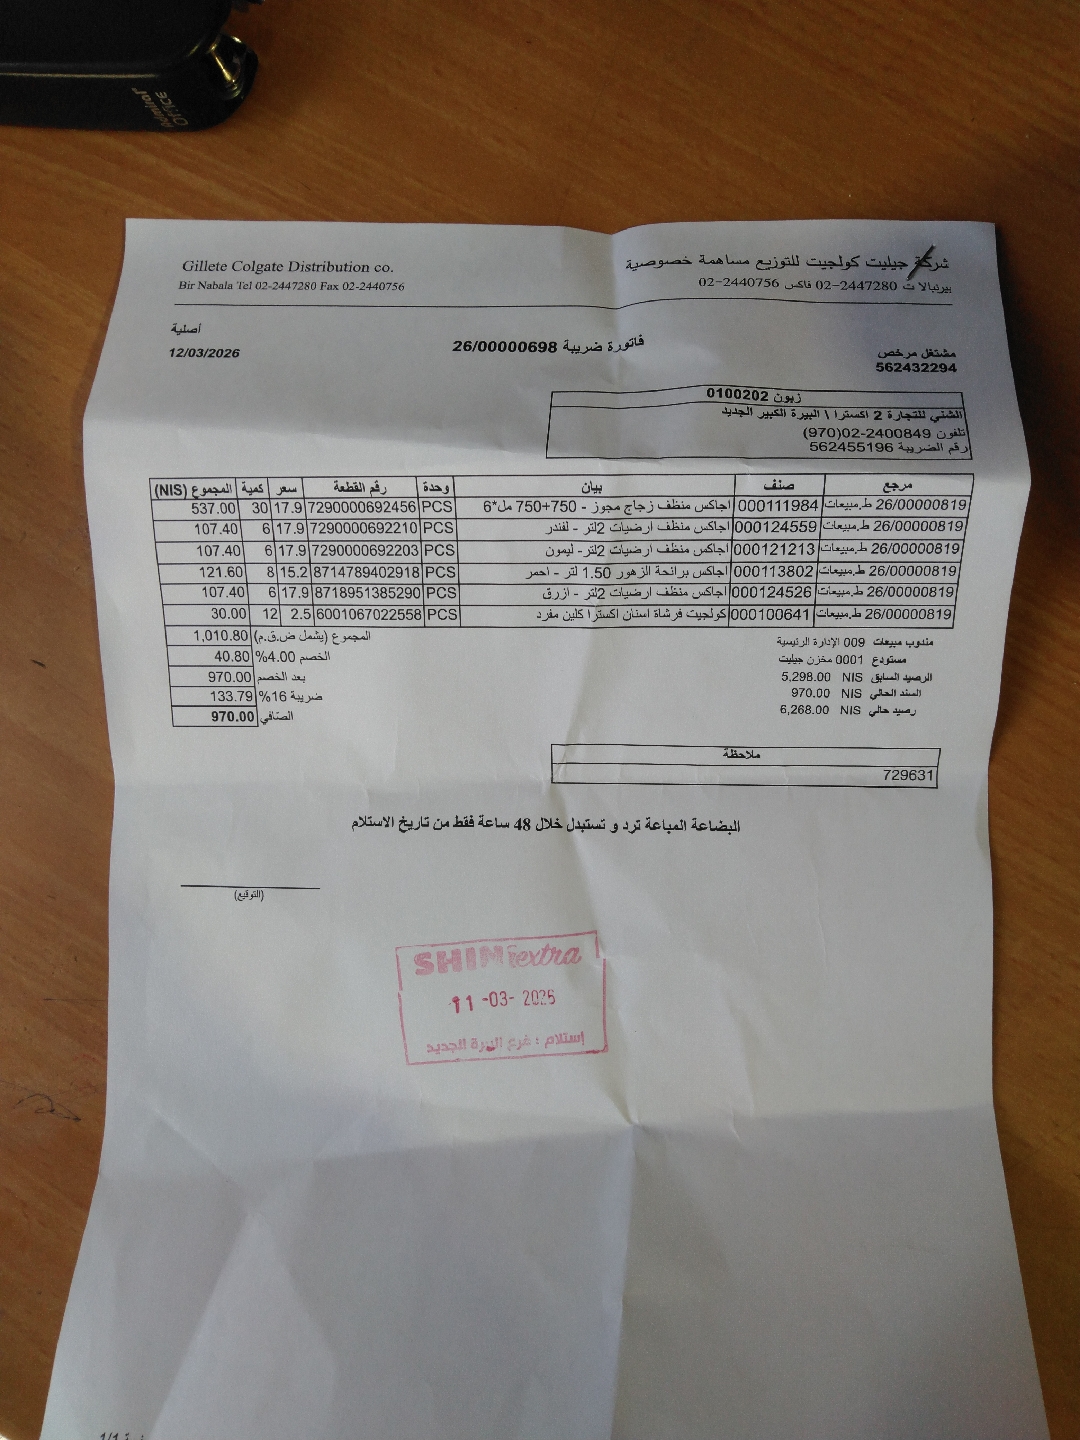 Admiral
OFFICE
Gillete Colgate Distribution co.
Bir Nabala Tel 02-2447280 Fax 02-2440756
شركة جيليت كولجيت للتوزيع مساهمة خصوصية
بيرنبالا ت 02-2447280 فاكس 02-2440756
أصلية
12/03/2026
فاتورة ضريبة 26/00000698
مشتغل مرخص
562432294
زبون 0100202
الشني للتجارة 2 اكسترا \ البيرة الكبير الجديد
تلفون 02-2400849(970)
رقم الضريبة 562455196
مرجع صنف بيان وحدة رقم القطعة سعر كمية المجموع (NIS)
26/00000819 ط.مبيعات 000111984 اجاكس منظف زجاج مجوز - 750+750 مل*6 PCS 7290000692456 17.9 30 537.00
26/00000819 ط.مبيعات 000124559 اجاكس منظف ارضيات 2لتر - لفندر PCS 7290000692210 17.9 6 107.40
26/00000819 ط.مبيعات 000121213 اجاكس منظف ارضيات 2لتر- ليمون PCS 7290000692203 17.9 6 107.40
26/00000819 ط.مبيعات 000113802 اجاكس برائحة الزهور 1.50 لتر - احمر PCS 8714789402918 15.2 8 121.60
26/00000819 ط.مبيعات 000124526 اجاكس منظف ارضيات 2لتر - ازرق PCS 8718951385290 17.9 6 107.40
26/00000819 ط.مبيعات 000100641 كولجيت فرشاة اسنان اكسترا كلين مفرد PCS 6001067022558 2.5 12 30.00
المجموع (يشمل ض.ق.م) 1,010.80
الخصم 4.00% 40.80
بعد الخصم 970.00
ضريبة 16% 133.79
الصافي 970.00
مندوب مبيعات 009 الإدارة الرئيسية
مستودع 0001 مخزن جيليت
الرصيد السابق NIS 5,298.00
السند الحالي NIS 970.00
رصيد حالي NIS 6,268.00
ملاحظة
729631
البضاعة المباعة ترد و تستبدل خلال 48 ساعة فقط من تاريخ الاستلام
(التوقيع)
SHINI extra
11 -03- 2025
إستلام : فرع البيرة الجديد
1/1